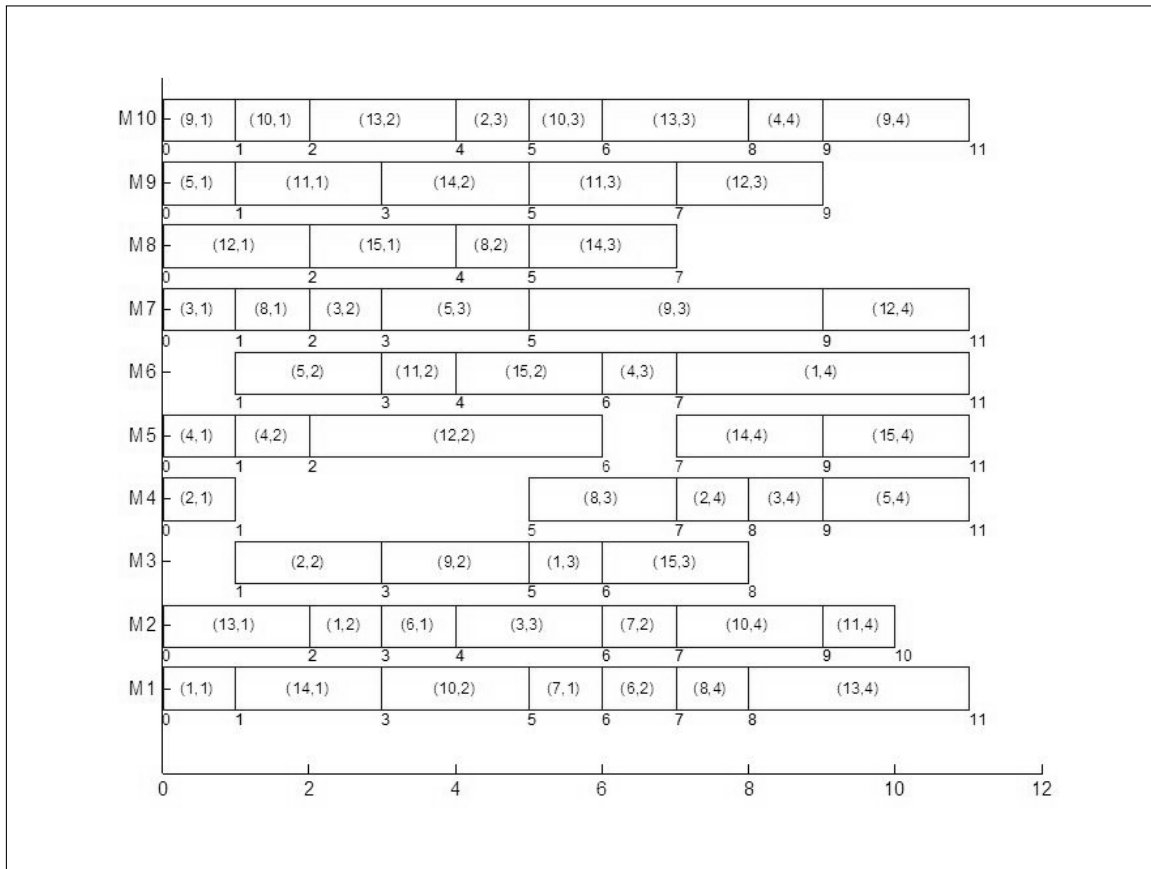 M10 (9,1) (10,1) (13,2) (2,3) (10,3) (13,3) (4,4) (9,4)
0 1 2 4 5 6 8 9 11
M9 (5,1) (11,1) (14,2) (11,3) (12,3)
0 1 3 5 7 9
M8 (12,1) (15,1) (8,2) (14,3)
0 2 4 5 7
M7 (3,1) (8,1) (3,2) (5,3) (9,3) (12,4)
0 1 2 3 5 9 11
M6 (5,2) (11,2) (15,2) (4,3) (1,4)
1 3 4 6 7 11
M5 (4,1) (4,2) (12,2) (14,4) (15,4)
0 1 2 6 7 9 11
M4 (2,1) (8,3) (2,4) (3,4) (5,4)
0 1 5 7 8 9 11
M3 (2,2) (9,2) (1,3) (15,3)
1 3 5 6 8
M2 (13,1) (1,2) (6,1) (3,3) (7,2) (10,4) (11,4)
0 2 3 4 6 7 9 10
M1 (1,1) (14,1) (10,2) (7,1) (6,2) (8,4) (13,4)
0 1 3 5 6 7 8 11
0 2 4 6 8 10 12